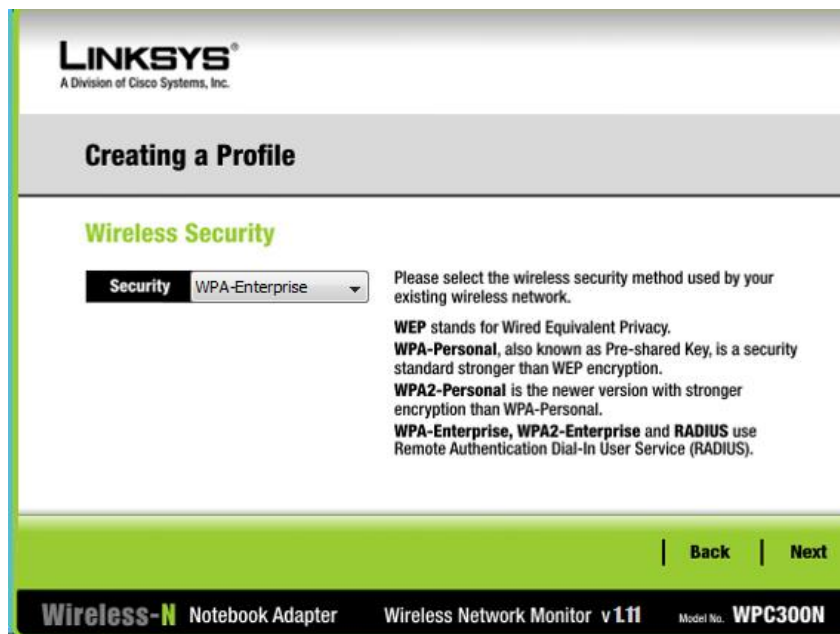 LINKSYS®
A Division of Cisco Systems, Inc.
Creating a Profile
Wireless Security
Security WPA-Enterprise
Please select the wireless security method used by your
existing wireless network.
WEP stands for Wired Equivalent Privacy.
WPA-Personal, also known as Pre-shared Key, is a security
standard stronger than WEP encryption.
WPA2-Personal is the newer version with stronger
encryption than WPA-Personal.
WPA-Enterprise, WPA2-Enterprise and RADIUS use
Remote Authentication Dial-In User Service (RADIUS).
Back Next
Wireless-N Notebook Adapter Wireless Network Monitor v1.11 Model No. WPC300N